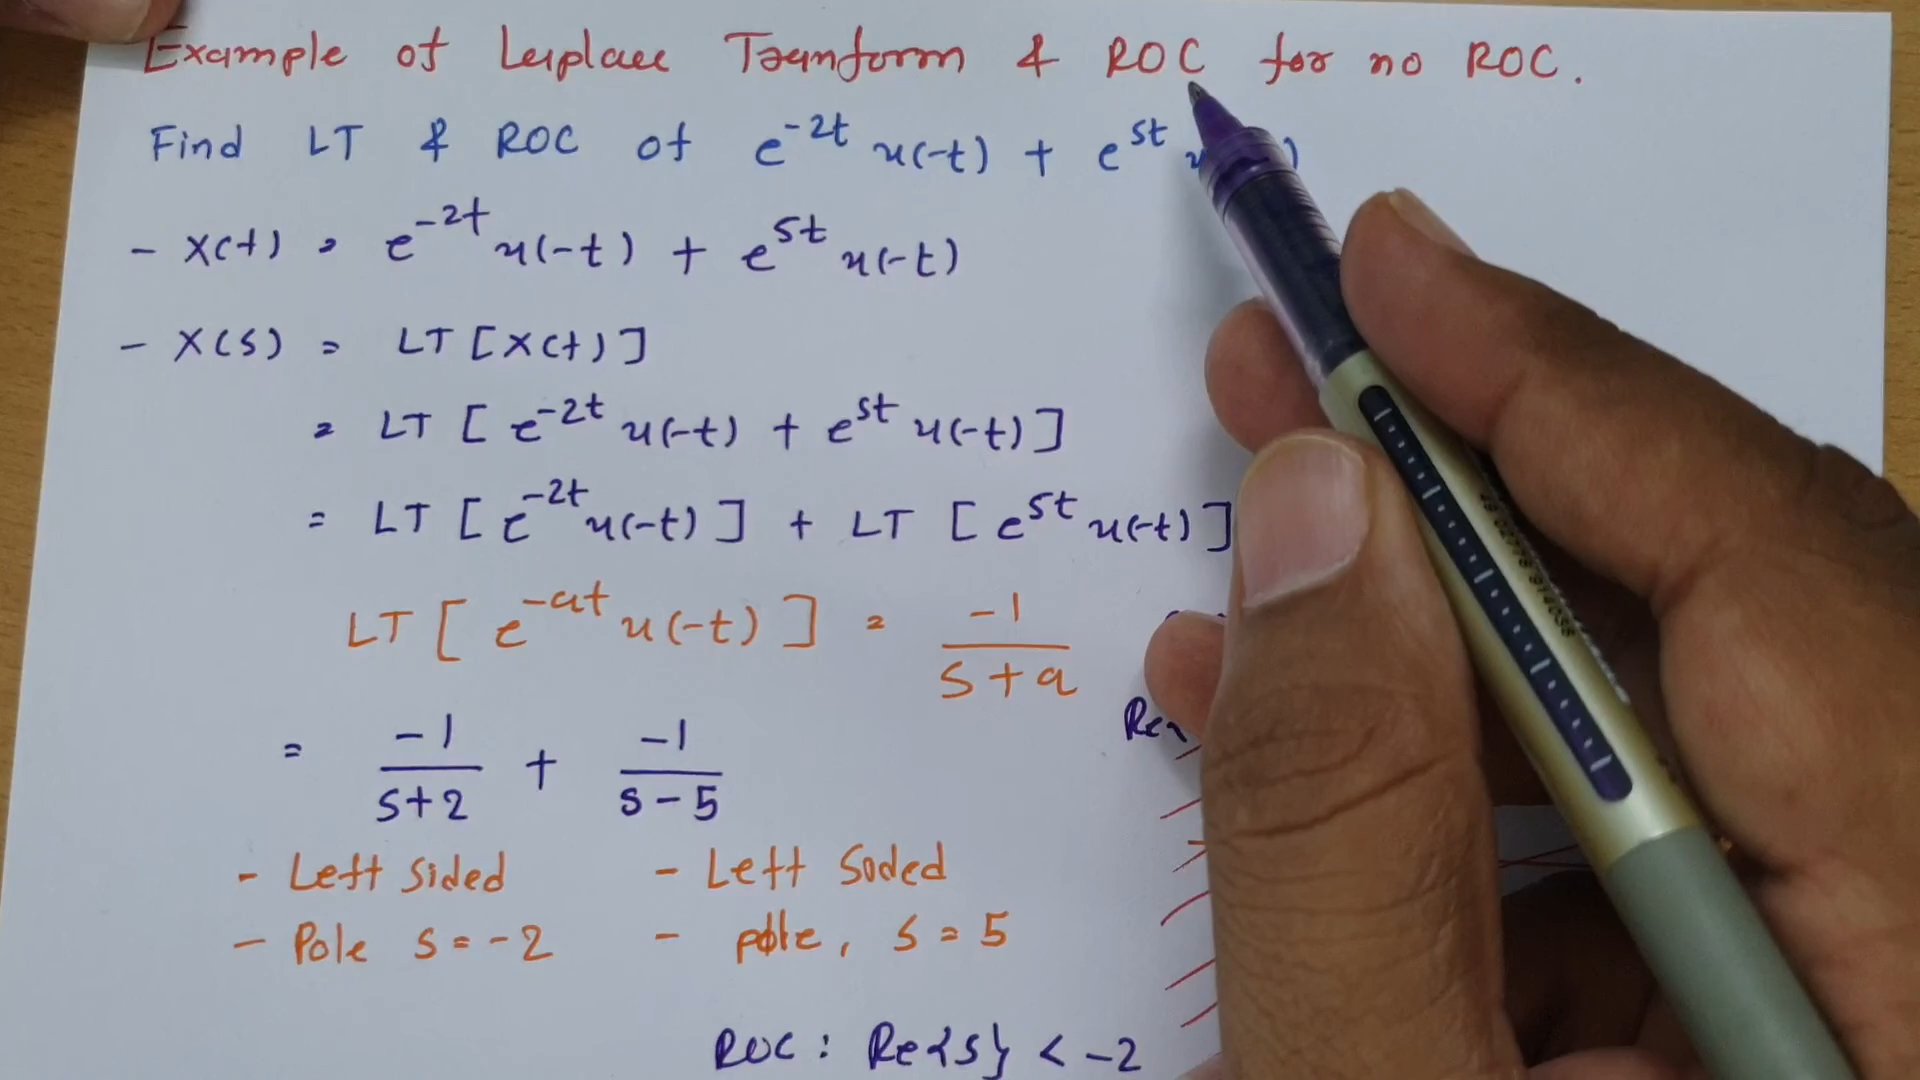 Example of Laplace Transform & ROC for no ROC.
Find LT & ROC of e^-2t u(-t) + e^5t
- x(t) = e^-2t u(-t) + e^5t u(-t)
- X(s) = LT [x(t)]
= LT [ e^-2t u(-t) + e^5t u(-t) ]
= LT [ e^-2t u(-t) ] + LT [ e^5t u(-t) ]
LT [ e^-at u(-t) ] = -1/(s+a)
= -1/(s+2) + -1/(s-5)
- Left Sided - Left Soded
- Pole s = -2 - pole, s = 5
ROC : Re{s} < -2